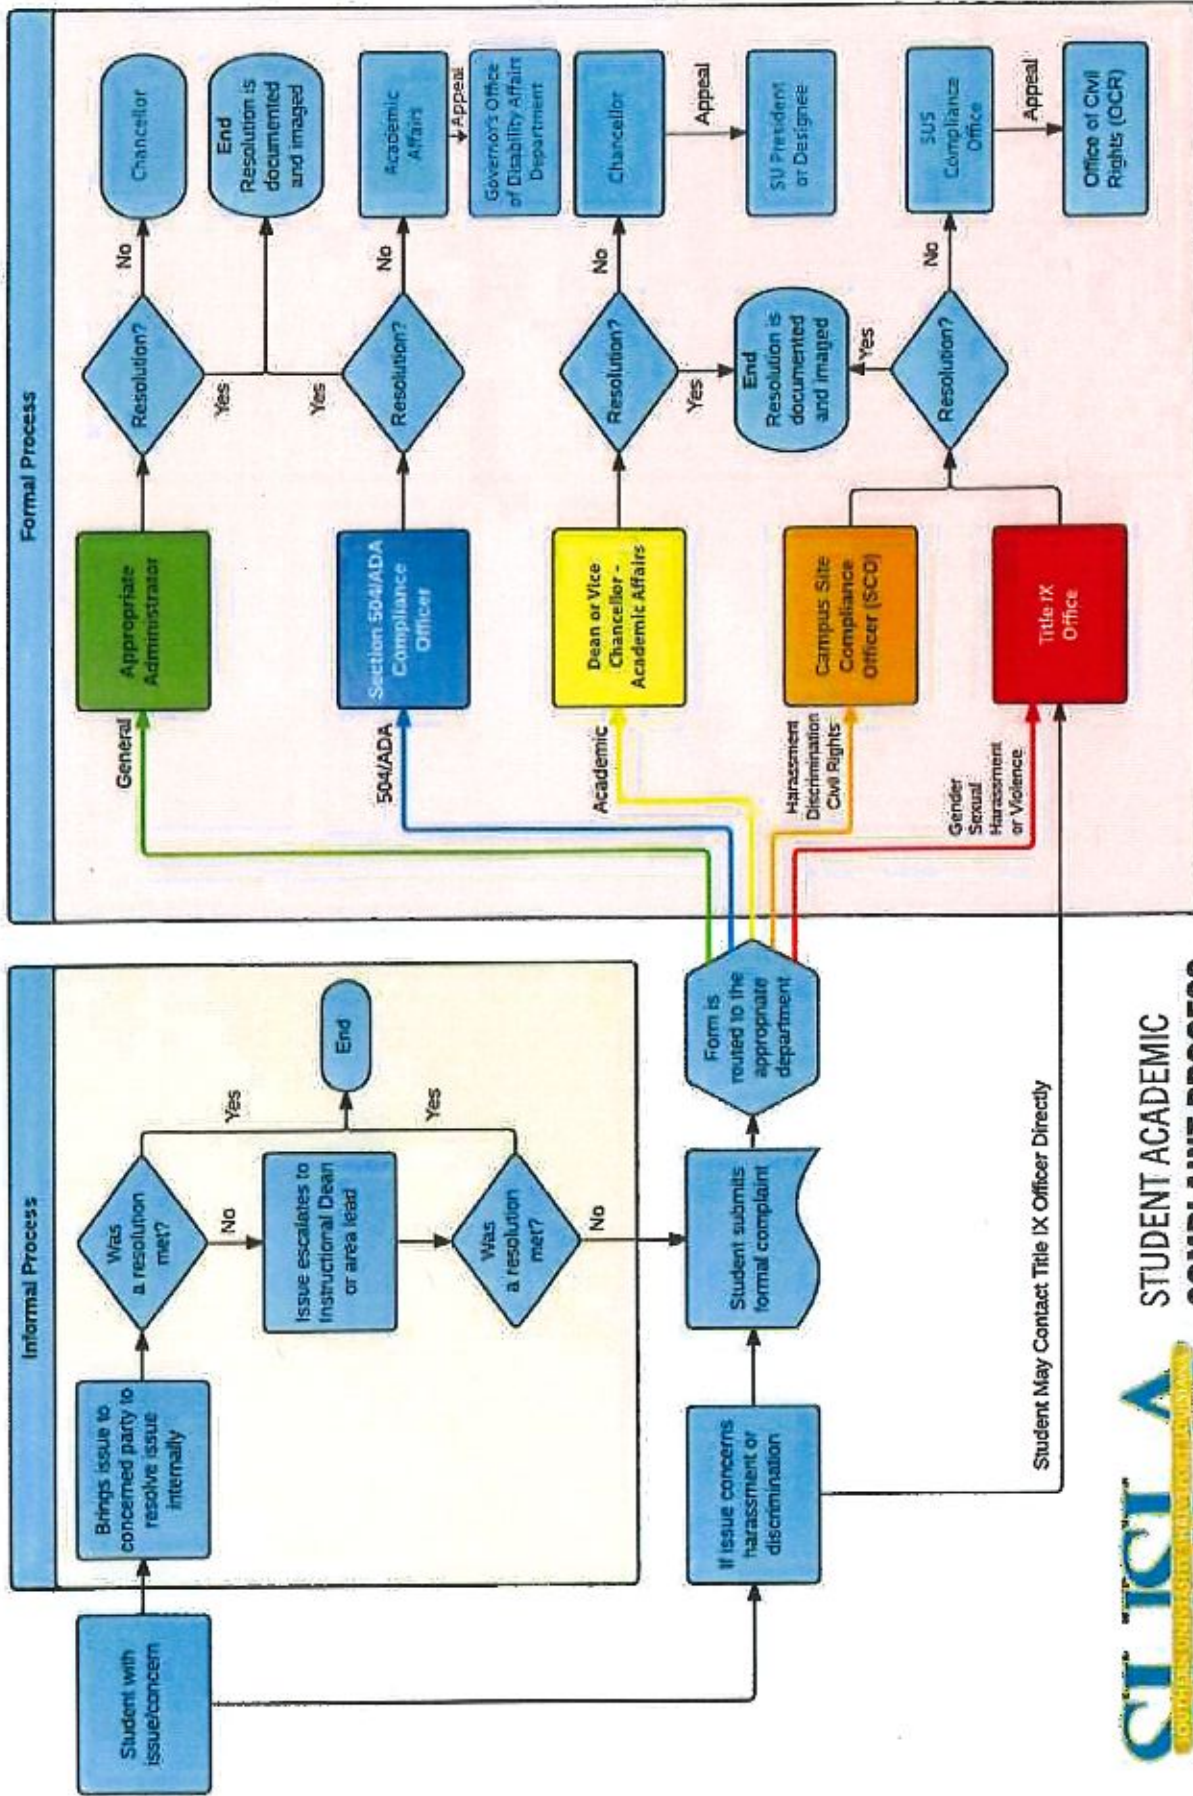 Informal Process
Student with
issue/concern
Brings issue to
concerned party to
resolve issue
internally
Was
a resolution
met?
Yes
No
Issue escalates to
Instructional Dean
or area lead
Was
a resolution
met?
Yes
No
End
If issue concerns
harassment or
discrimination
Student submits
formal complaint
Form is
routed to the
appropriate
department
Student May Contact Title IX Officer Directly
Formal Process
General
Appropriate
Administrator
Resolution?
No
Yes
Chancellor
End
Resolution is
documented
and imaged
504/ADA
Section 504/ADA
Compliance
Officer
Resolution?
No
Yes
Academic
Affairs
Appeal
Governor's Office
of Disability Affairs
Department
Academic
Dean or Vice
Chancellor -
Academic Affairs
Resolution?
No
Yes
Chancellor
Appeal
SU President
or Designee
End
Resolution is
documented
and imaged
Harassment
Discrimination
Civil Rights
Campus Site
Compliance
Officer (SCO)
Gender
Sexual
Harassment
or Violence
Title IX
Office
Resolution?
No
Yes
SUS
Compliance
Office
Appeal
Office of Civil
Rights (OCR)
SUSLA
SOUTHERN UNIVERSITY SHREVEPORT LOUISIANA
STUDENT ACADEMIC
COMPLAINT PROCESS